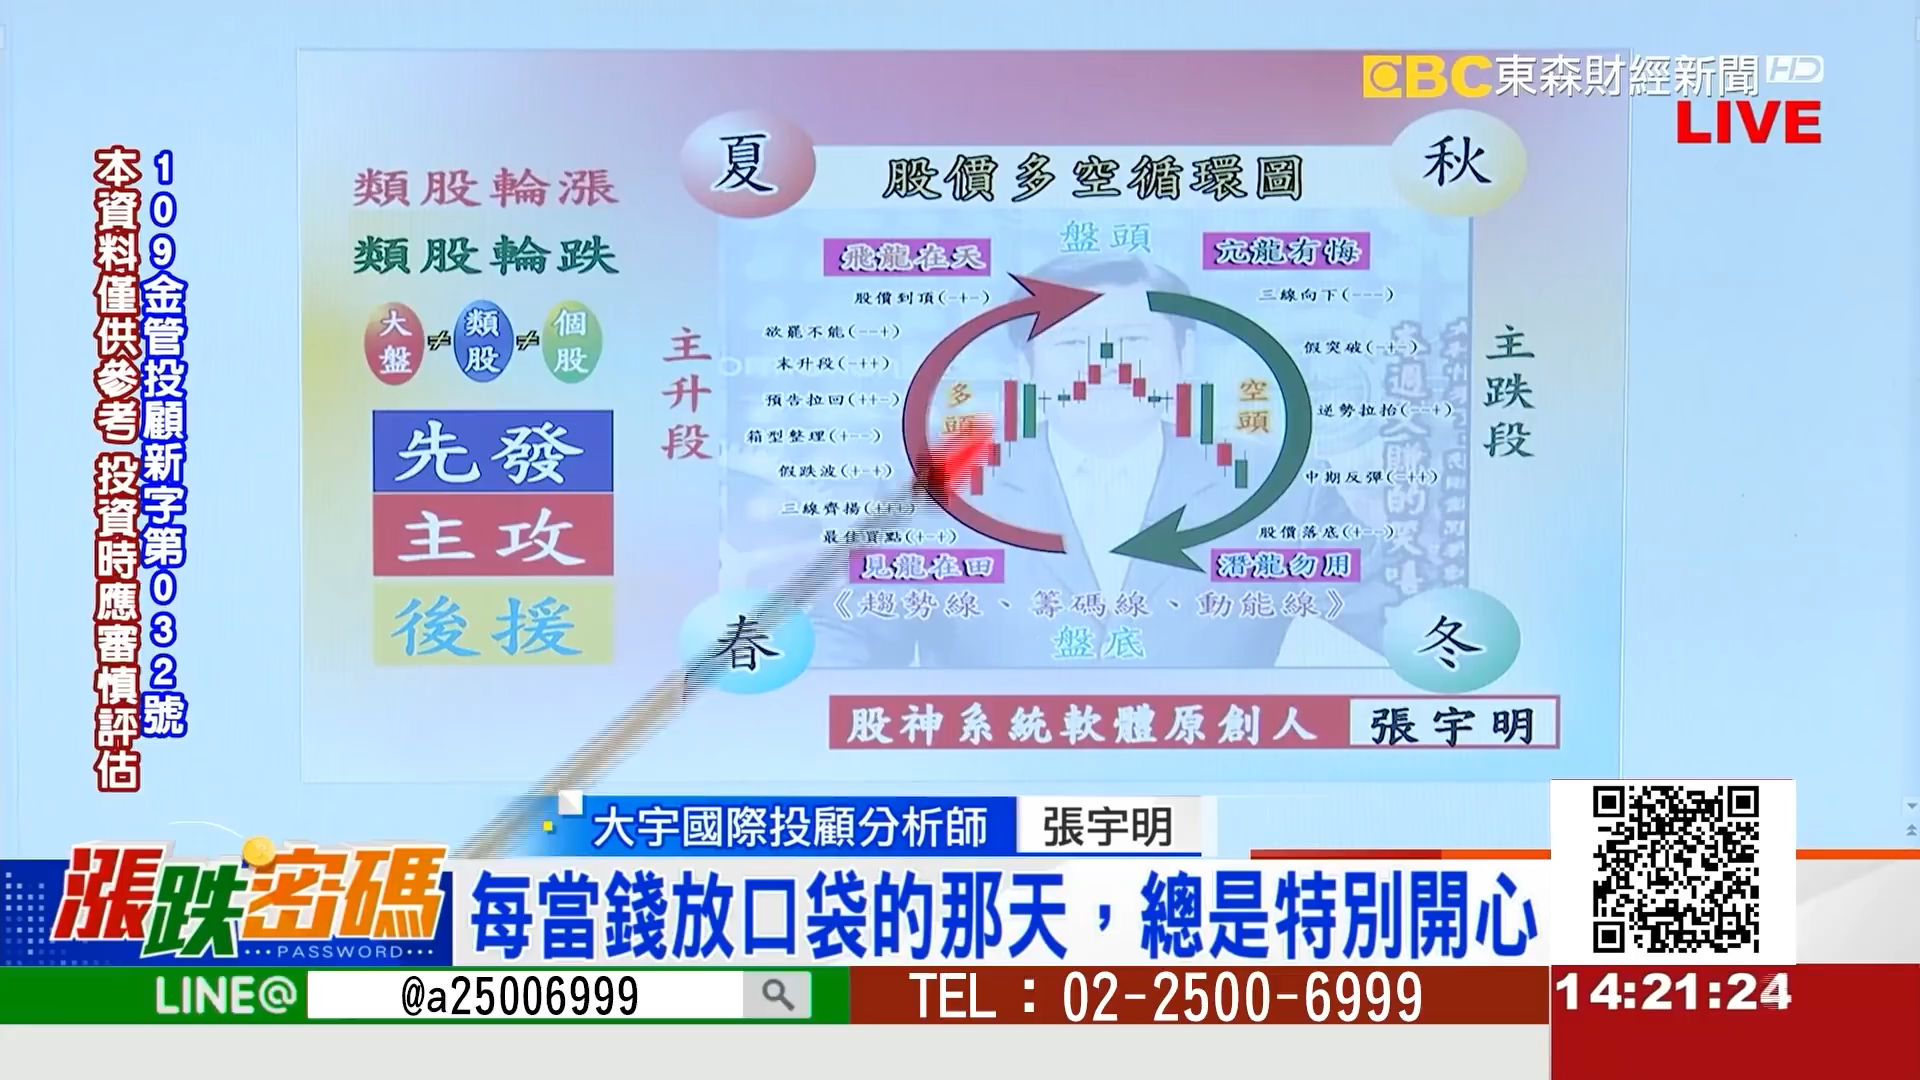 EBC東森財經新聞HD
LIVE
109金管投顧新字第032號
本資料僅供參考 投資時應審慎評估
類股輪漲
類股輪跌
大盤≠類股≠個股
先發
主攻
後援
夏
秋
股價多空循環圖
盤頭
飛龍在天
亢龍有悔
股價到頂(-+-)
三線向下(---)
欲罷不能(--+)
假突破(-+-)
末升段(-++)
預告拉回(++-)
逆勢拉抬(--+)
箱型整理(+--)
假跌波(+-+)
中期反彈(-++)
三線齊揚(+++)
股價落底(+--)
最佳買點(+-+)
見龍在田
潛龍勿用
主升段
主跌段
多頭
空頭
《趨勢線、籌碼線、動能線》
盤底
春
冬
股神系統軟體原創人 張宇明
大宇國際投顧分析師 張宇明
漲跌密碼
PASSWORD
每當錢放口袋的那天，總是特別開心
LINE@ @a25006999
TEL：02-2500-6999
14:21:24